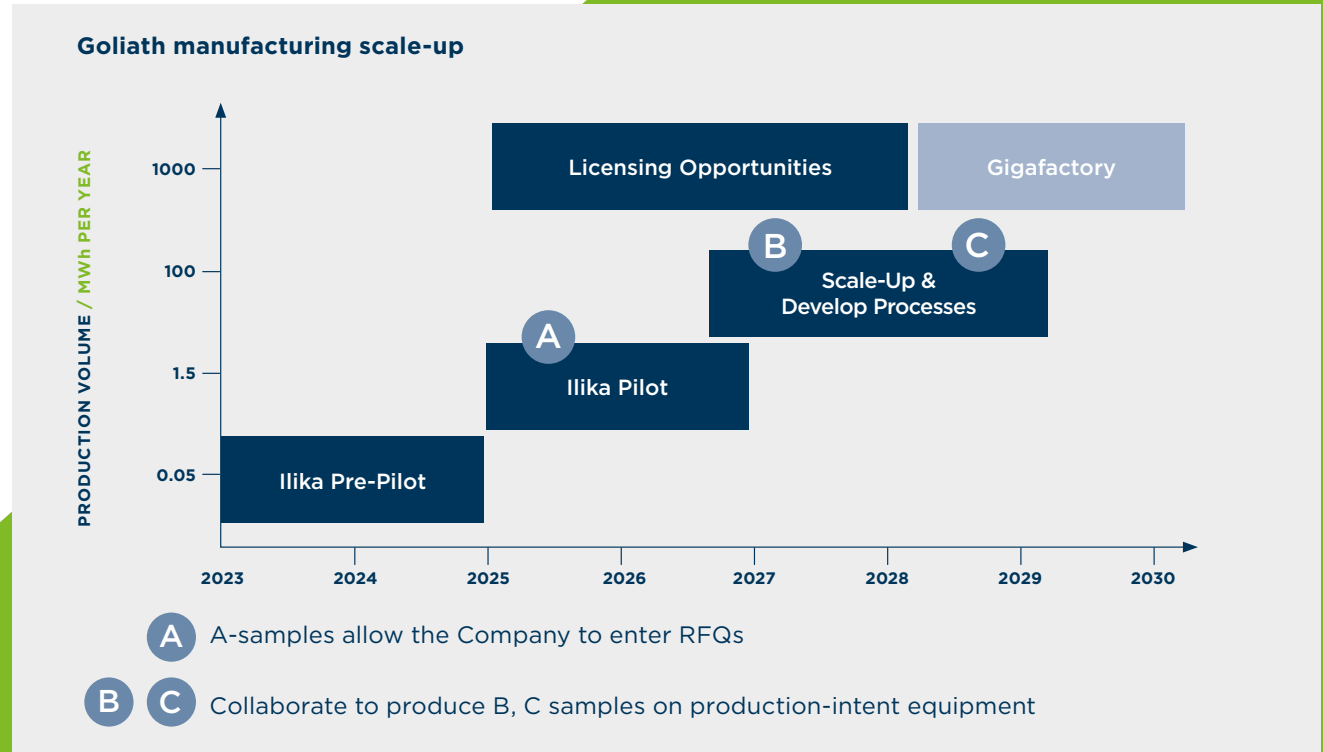 Goliath manufacturing scale-up
PRODUCTION VOLUME / MWh PER YEAR
1000
100
1.5
0.05
Licensing Opportunities
Gigafactory
B
C
Scale-Up &
Develop Processes
A
Ilika Pilot
Ilika Pre-Pilot
2023
2024
2025
2026
2027
2028
2029
2030
A A-samples allow the Company to enter RFQs
B C Collaborate to produce B, C samples on production-intent equipment